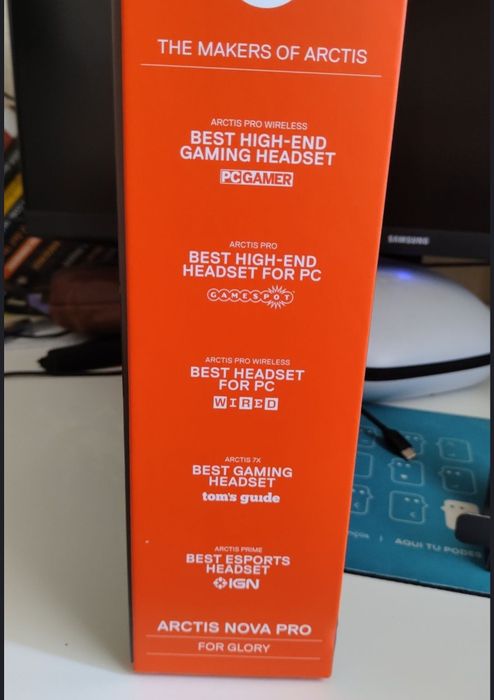 THE MAKERS OF ARCTIS
ARCTIS PRO WIRELESS
BEST HIGH-END
GAMING HEADSET
PCGAMER
ARCTIS PRO
BEST HIGH-END
HEADSET FOR PC
GAMESPOT
ARCTIS PRO WIRELESS
BEST HEADSET
FOR PC
WIRED
ARCTIS 7X
BEST GAMING
HEADSET
tom's guide
ARCTIS PRIME
BEST ESPORTS
HEADSET
IGN
ARCTIS NOVA PRO
FOR GLORY
SAMSUNG
AQUI TU PODES